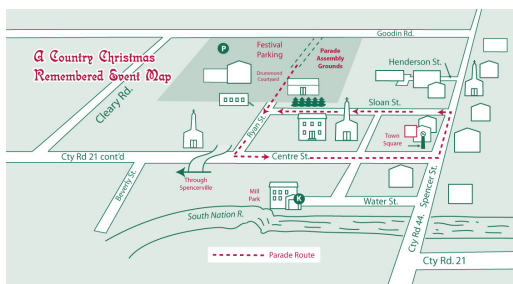 Goodin Rd.
A Country Christmas
Remembered Event Map
P
Festival
Parking
Parade
Assembly
Grounds
Drummond
Courtyard
Henderson St.
Cleary Rd.
Sloan St.
Ryan St.
Town
Square
Cty Rd 21 cont'd
Centre St.
Through
Spencerville
Beverly St.
Mill
Park
K
Water St.
South Nation R.
Cty Rd 44. Spencer St.
Cty Rd. 21
Parade Route